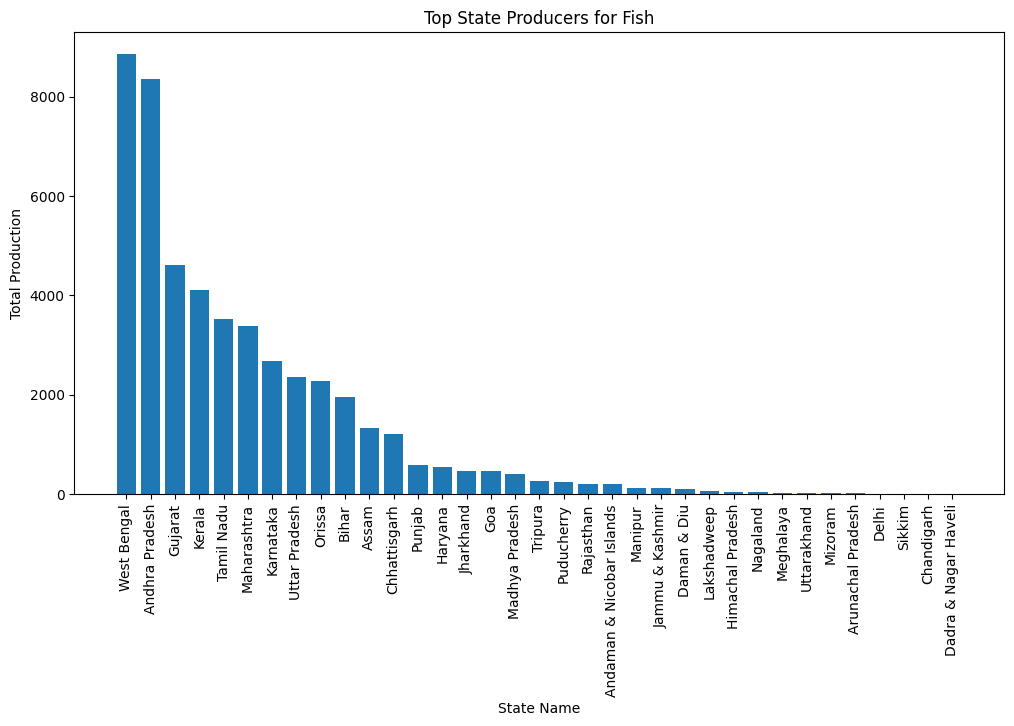 Top State Producers for Fish
Total Production
8000
6000
4000
2000
0
West Bengal
Andhra Pradesh
Gujarat
Kerala
Tamil Nadu
Maharashtra
Karnataka
Uttar Pradesh
Orissa
Bihar
Assam
Chhattisgarh
Punjab
Haryana
Jharkhand
Goa
Madhya Pradesh
Tripura
Puducherry
Rajasthan
Andaman & Nicobar Islands
Manipur
Jammu & Kashmir
Daman & Diu
Lakshadweep
Himachal Pradesh
Nagaland
Meghalaya
Uttarakhand
Mizoram
Arunachal Pradesh
Delhi
Sikkim
Chandigarh
Dadra & Nagar Haveli
State Name